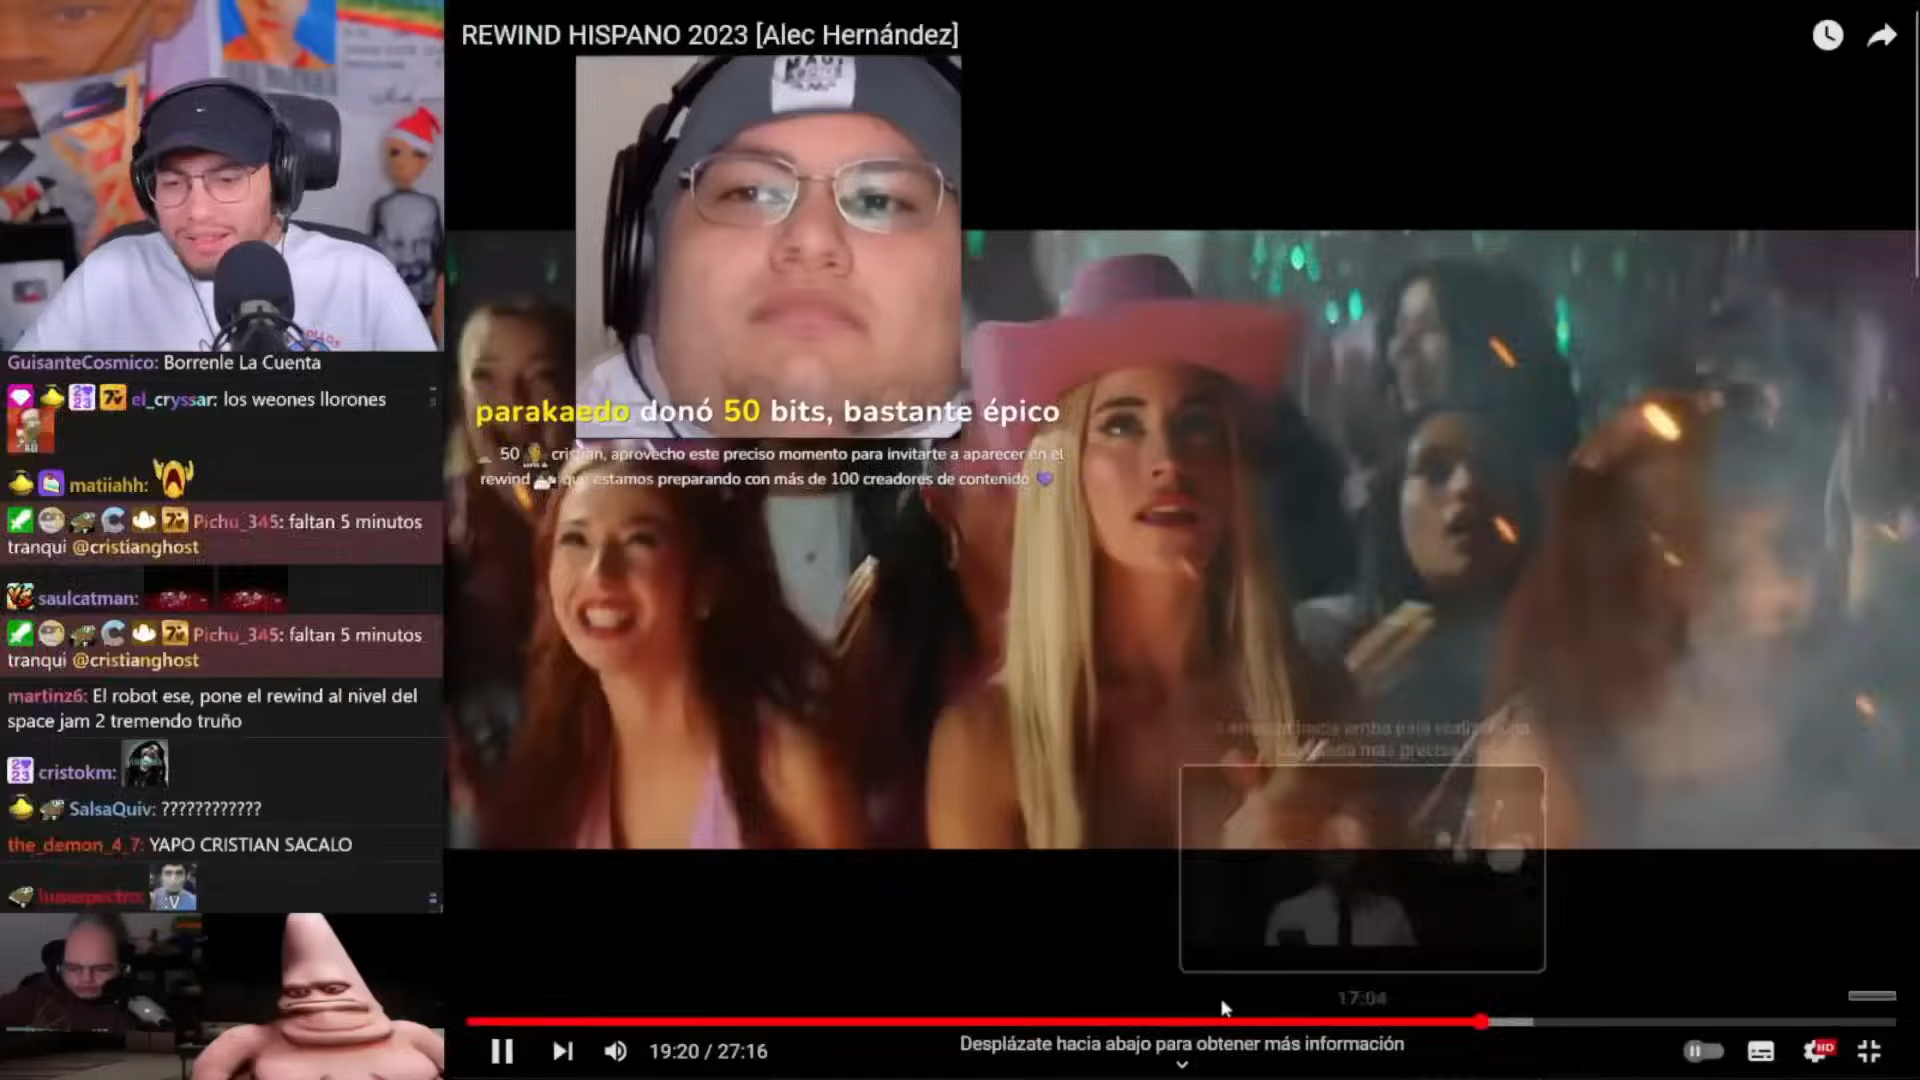 REWIND HISPANO 2023 [Alec Hernández]
GuisanteCosmico: Borrenle La Cuenta
el_cryssar: los weones llorones
matiiahh:
Pichu_345: faltan 5 minutos
tranqui @cristianghost
saulcatman:
Pichu_345: faltan 5 minutos
tranqui @cristianghost
martinz6: El robot ese, pone el rewind al nivel del
space jam 2 tremendo truño
cristokm:
SalsaQuiv: ????????????
the_demon_4_7: YAPO CRISTIAN SACALO
:V
parakaedo donó 50 bits, bastante épico
50 cristian, aprovecho este preciso momento para invitarte a aparecer en el
rewind que estamos preparando con más de 100 creadores de contenido
17:04
19:20 / 27:16
Desplázate hacia abajo para obtener más información
HD